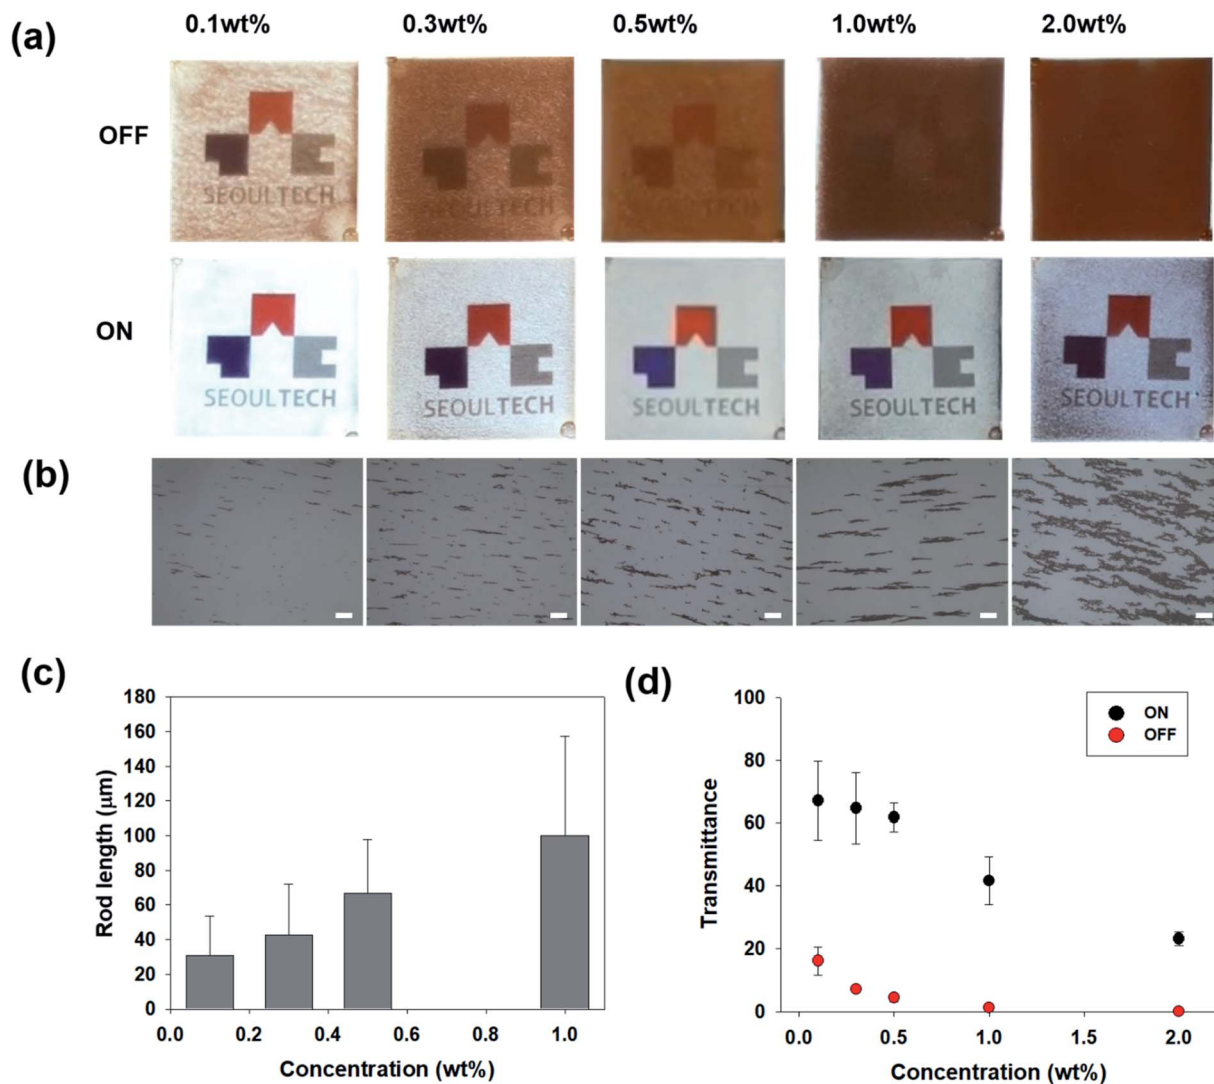 (a)
0.1wt% 0.3wt% 0.5wt% 1.0wt% 2.0wt%
OFF
SEOULTECH SEOULTECH SEOULTECH
ON
SEOULTECH SEOULTECH SEOULTECH SEOULTECH SEOULTECH
(b)
(c)
180
160
140
120
100
80
60
40
20
0
Rod length (μm)
0.0 0.2 0.4 0.6 0.8 1.0
Concentration (wt%)
(d)
100
80
60
40
20
0
Transmittance
ON
OFF
0.0 0.5 1.0 1.5 2.0
Concentration (wt%)